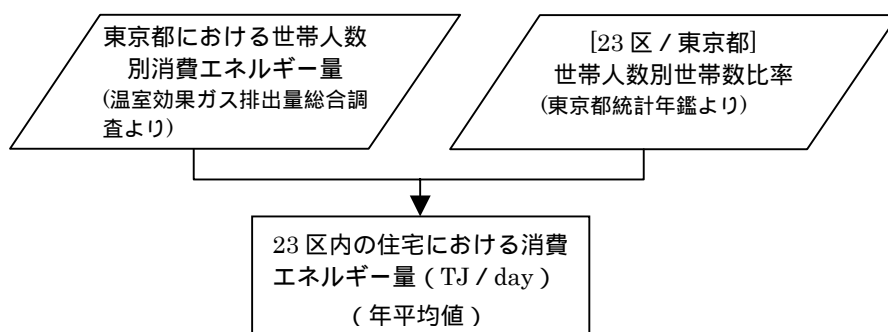 東京都における世帯人数
別消費エネルギー量
(温室効果ガス排出量総合調
査より)
[23 区 / 東京都]
世帯人数別世帯数比率
(東京都統計年鑑より)
23 区内の住宅における消費
エネルギー量 ( TJ / day )
( 年平均値 )